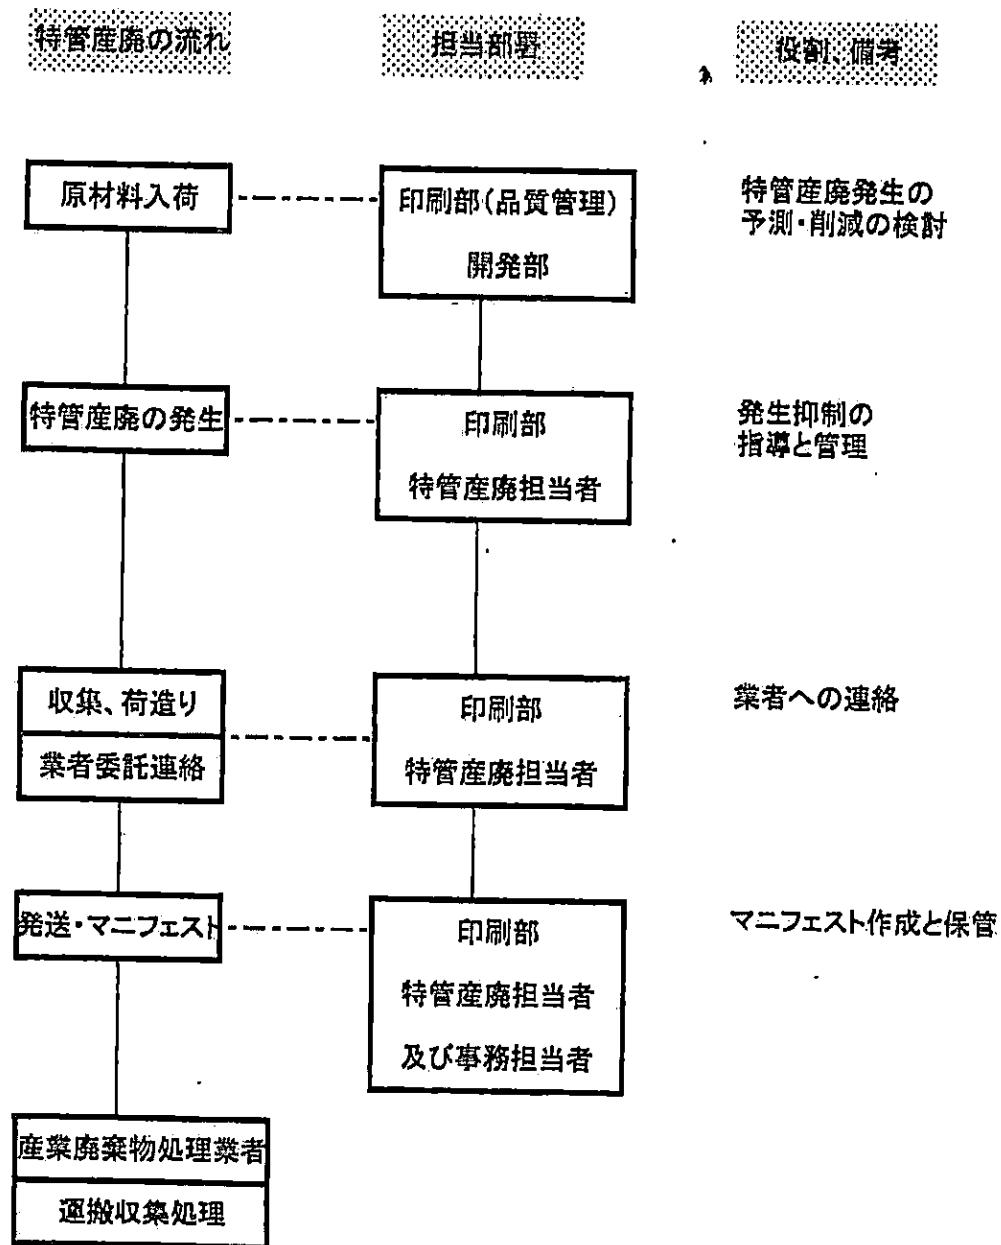 特管産廃の流れ
担当部署
役割、備考
原材料入荷
印刷部(品質管理)
開発部
特管産廃発生の
予測・削減の検討
特管産廃の発生
印刷部
特管産廃担当者
発生抑制の
指導と管理
収集、荷造り
業者委託連絡
印刷部
特管産廃担当者
業者への連絡
発送・マニフェスト
印刷部
特管産廃担当者
及び事務担当者
マニフェスト作成と保管
産業廃棄物処理業者
運搬収集処理